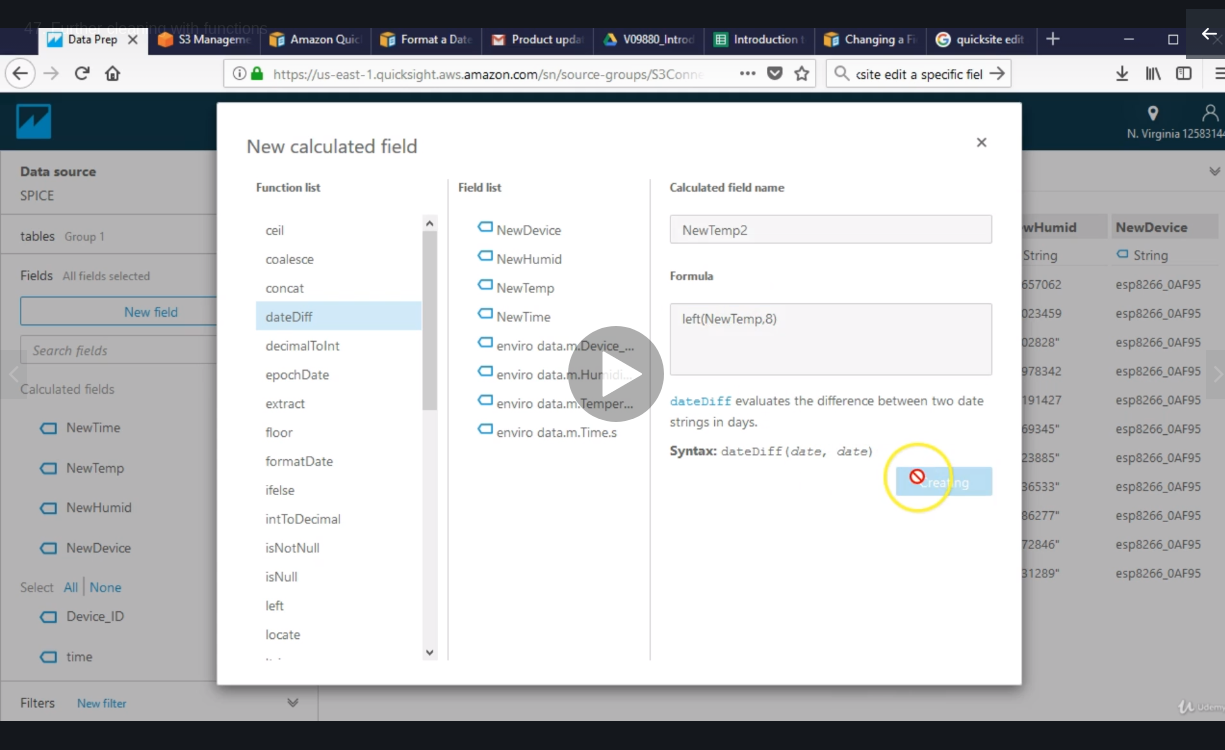 47. Further cleaning with functions
Data Prep
S3 Manageme
Amazon Quic
Format a Date
Product upda
V09880_Introd
Introduction t
Changing a Fi
quicksite edit
https://us-east-1.quicksight.aws.amazon.com/sn/source-groups/S3Conne
csite edit a specific fiel
N. Virginia 1258314
Data source
SPICE
tables Group 1
Fields All fields selected
New field
Search fields
Calculated fields
NewTime
NewTemp
NewHumid
NewDevice
Select All None
Device_ID
time
Filters New filter
New calculated field
Function list
ceil
coalesce
concat
dateDiff
decimalToInt
epochDate
extract
floor
formatDate
ifelse
intToDecimal
isNotNull
isNull
left
locate
Field list
NewDevice
NewHumid
NewTemp
NewTime
enviro data.m.Device_...
enviro data.m.Humidi...
enviro data.m.Temper...
enviro data.m.Time.s
Calculated field name
NewTemp2
Formula
left(NewTemp,8)
dateDiff evaluates the difference between two date
strings in days.
Syntax: dateDiff(date, date)
Creating
wHumid NewDevice
String String
657062 esp8266_0AF95
023459 esp8266_0AF95
02828" esp8266_0AF95
978342 esp8266_0AF95
191427 esp8266_0AF95
69345" esp8266_0AF95
23885" esp8266_0AF95
36533" esp8266_0AF95
86277" esp8266_0AF95
72846" esp8266_0AF95
31289" esp8266_0AF95
Udemy